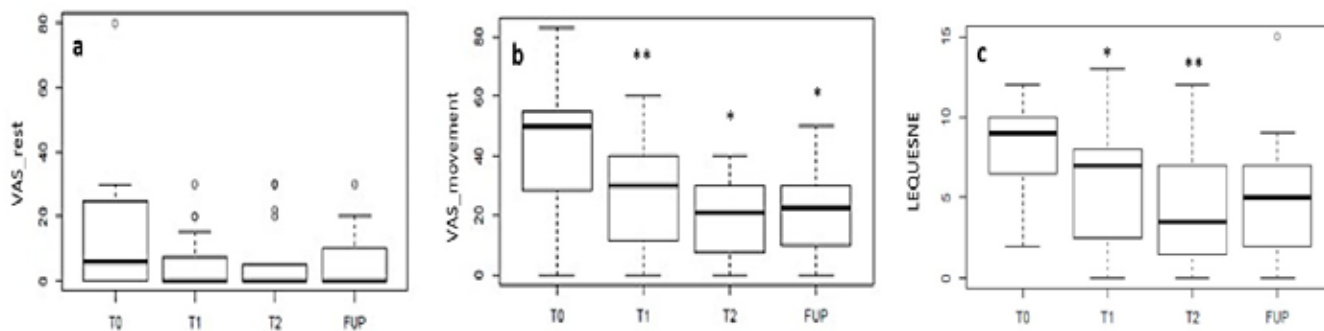 a
VAS_rest
80
60
40
20
0
T0 T1 T2 FUP
b
VAS_movement
80
60
40
20
0
** * *
T0 T1 T2 FUP
c
LEQUESNE
15
10
5
0
* **
T0 T1 T2 FUP